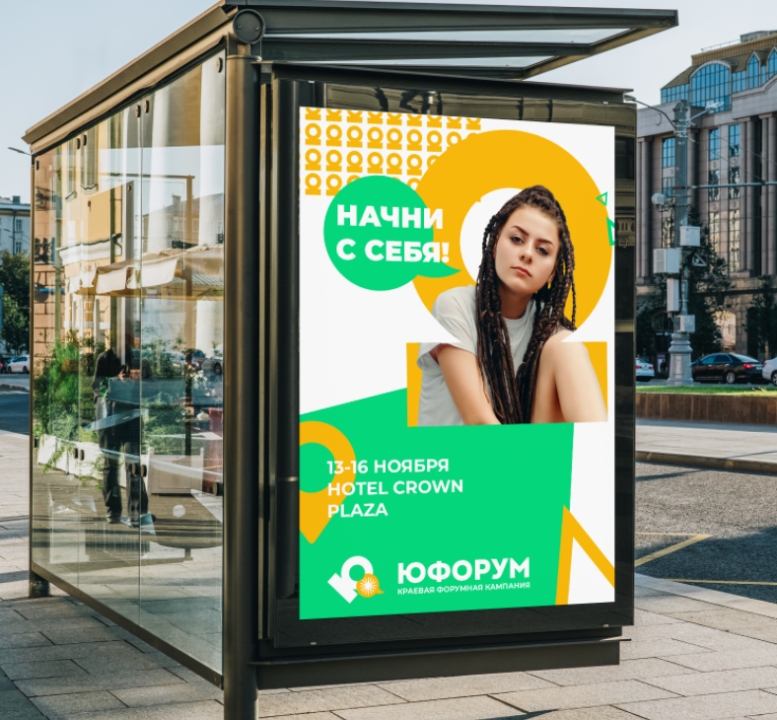 НАЧНИ
С СЕБЯ!
13-16 НОЯБРЯ
HOTEL CROWN
PLAZA
ЮФОРУМ
КРАЕВАЯ ФОРУМНАЯ КАМПАНИЯ